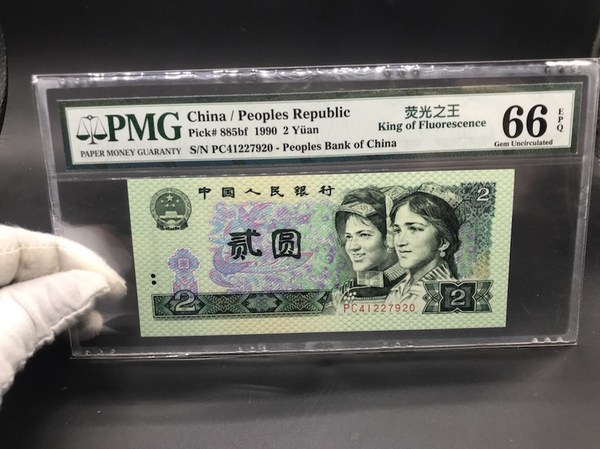 PMG
PAPER MONEY GUARANTY
China / Peoples Republic
Pick# 885bf 1990 2 Yüan
S/N PC41227920 - Peoples Bank of China
荧光之王
King of Fluorescence
66 EPQ
Gem Uncirculated
中国人民银行
2
贰圆
PC41227920
2
2